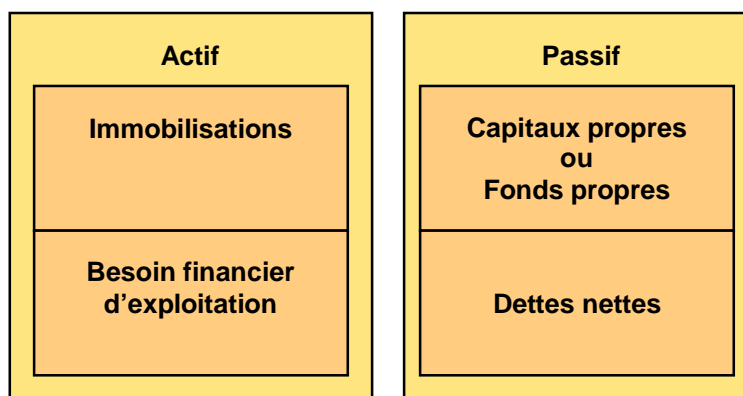 Actif
Immobilisations
Besoin financier
d'exploitation
Passif
Capitaux propres
ou
Fonds propres
Dettes nettes